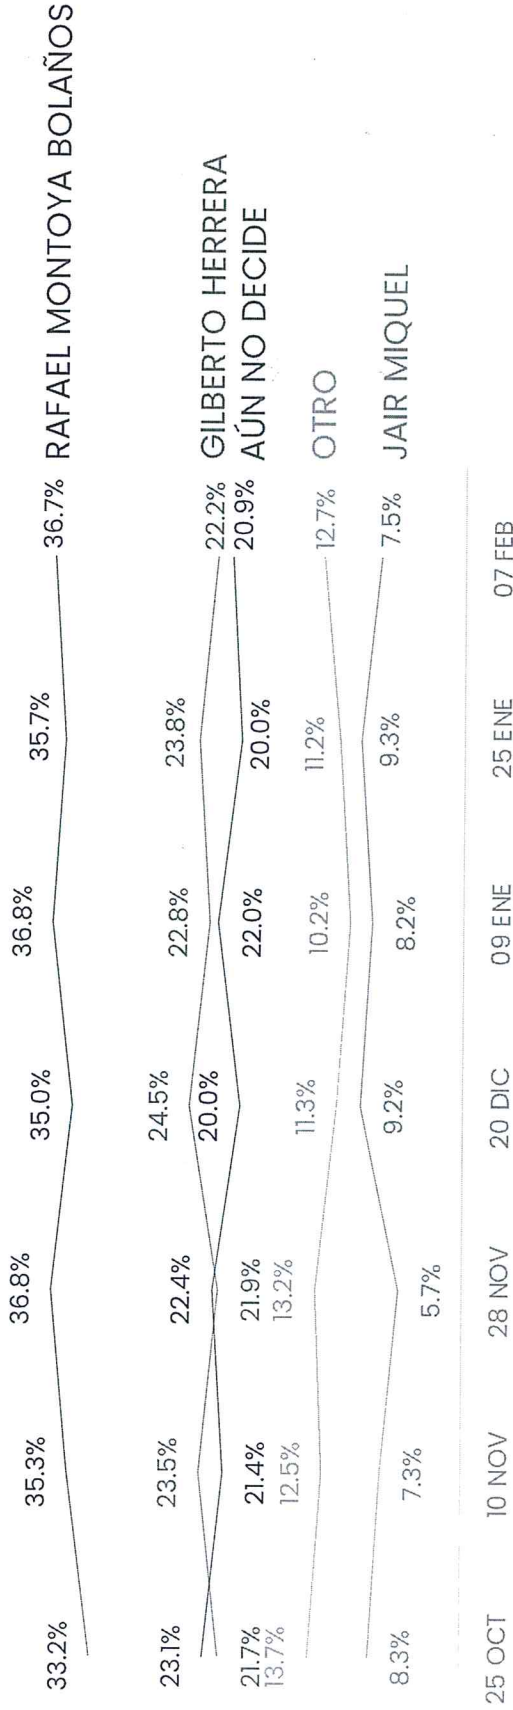 33.2% 35.3% 36.8% 35.0% 36.8% 35.7% 36.7% RAFAEL MONTOYA BOLAÑOS
23.1% 23.5% 22.4% 24.5% 22.8% 23.8% 22.2% GILBERTO HERRERA
21.7% 21.4% 21.9% 20.0% 22.0% 20.0% 20.9% AÚN NO DECIDE
13.7% 12.5% 13.2% 11.3% 10.2% 11.2% 12.7% OTRO
8.3% 7.3% 5.7% 9.2% 8.2% 9.3% 7.5% JAIR MIQUEL
25 OCT 10 NOV 28 NOV 20 DIC 09 ENE 25 ENE 07 FEB